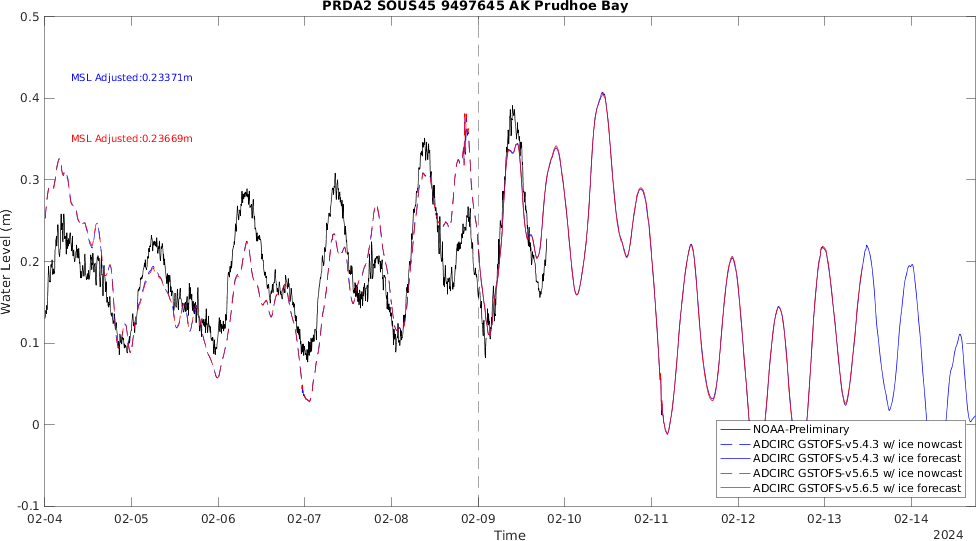 PRDA2 SOUS45 9497645 AK Prudhoe Bay
0.5
0.4
0.3
0.2
0.1
0
-0.1
Water Level (m)
MSL Adjusted:0.23371m
MSL Adjusted:0.23669m
NOAA-Preliminary
ADCIRC GSTOFS-v5.4.3 w/ ice nowcast
ADCIRC GSTOFS-v5.4.3 w/ ice forecast
ADCIRC GSTOFS-v5.6.5 w/ ice nowcast
ADCIRC GSTOFS-v5.6.5 w/ ice forecast
02-04 02-05 02-06 02-07 02-08 02-09 02-10 02-11 02-12 02-13 02-14
Time
2024